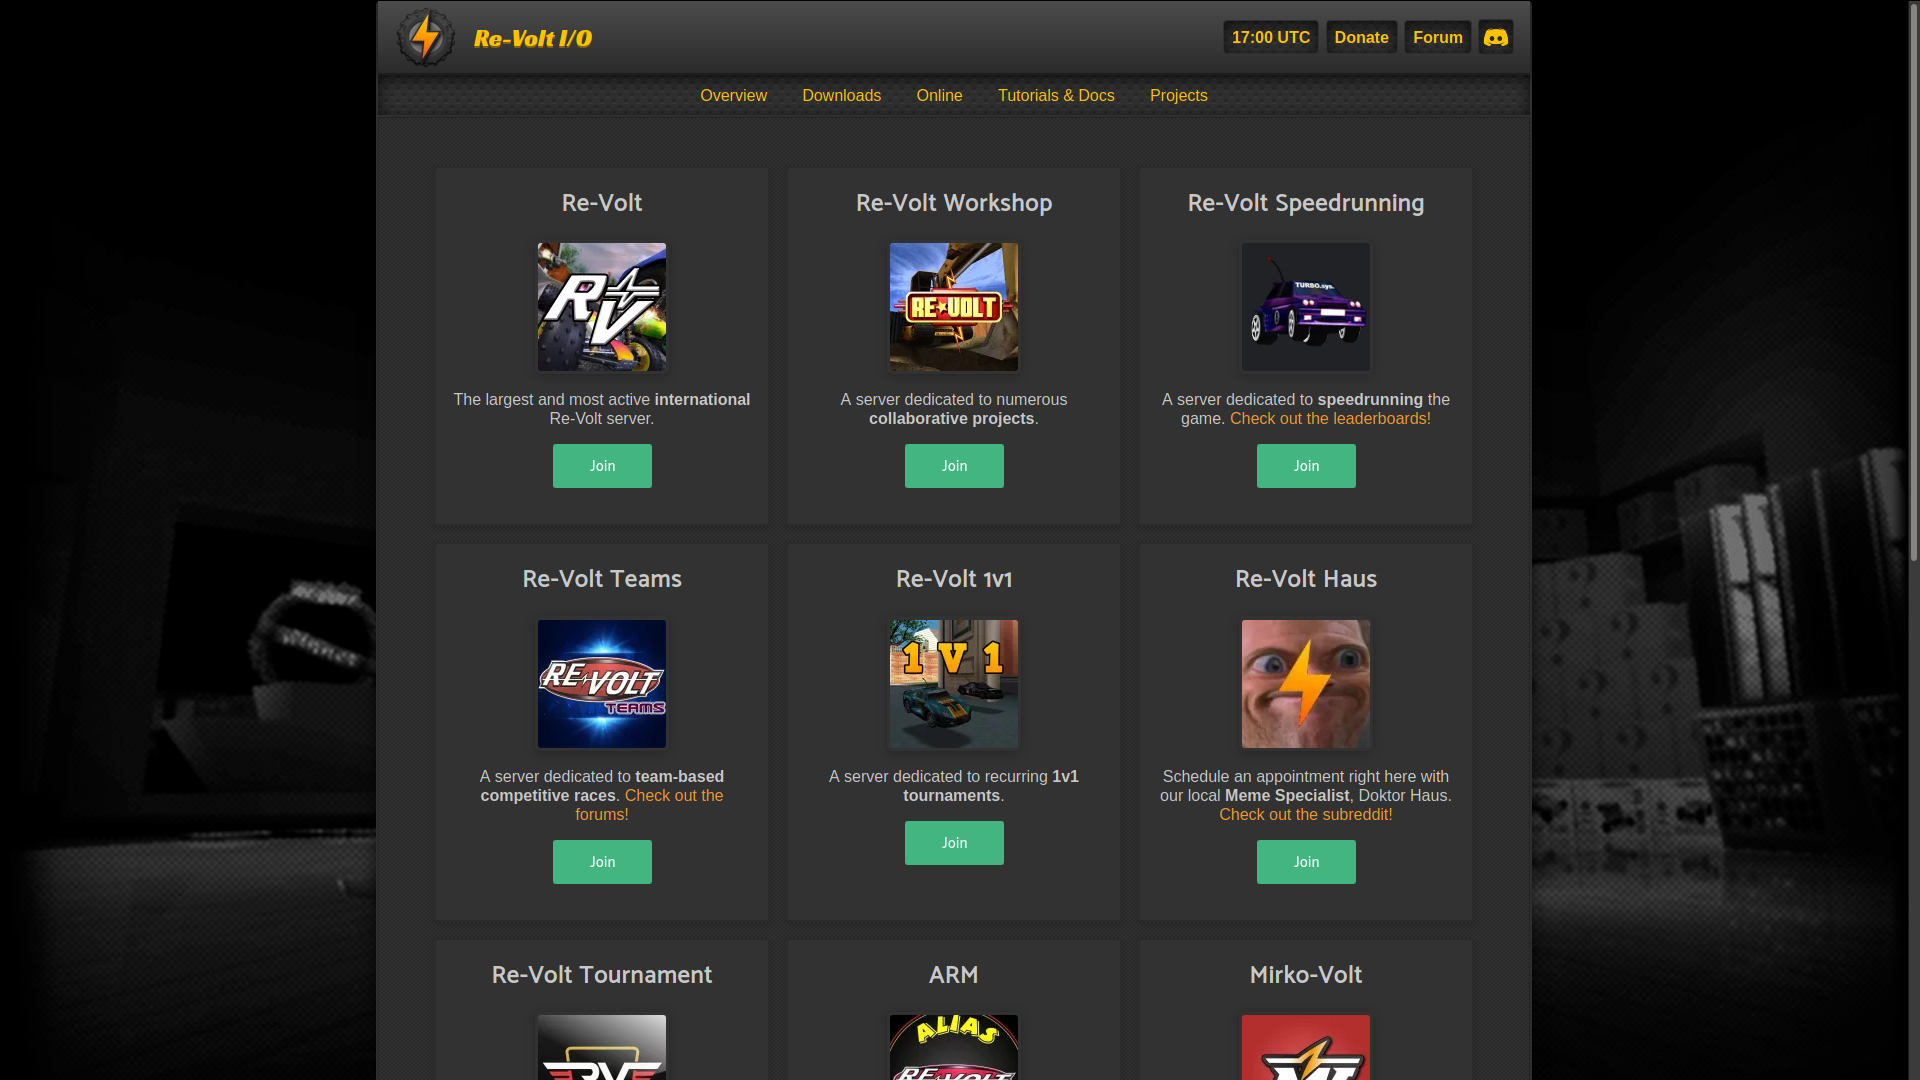 Re-Volt I/O
17:00 UTC
Donate
Forum
Overview
Downloads
Online
Tutorials & Docs
Projects
Re-Volt
RV
The largest and most active international
Re-Volt server.
Join
Re-Volt Workshop
RE-VOLT
A server dedicated to numerous
collaborative projects.
Join
Re-Volt Speedrunning
TURBO.sys.
A server dedicated to speedrunning the
game. Check out the leaderboards!
Join
Re-Volt Teams
RE-VOLT
TEAMS
A server dedicated to team-based
competitive races. Check out the
forums!
Join
Re-Volt 1v1
1 V 1
A server dedicated to recurring 1v1
tournaments.
Join
Re-Volt Haus
Schedule an appointment right here with
our local Meme Specialist, Doktor Haus.
Check out the subreddit!
Join
Re-Volt Tournament
ARM
ALIAS
RE-VOLT
Mirko-Volt